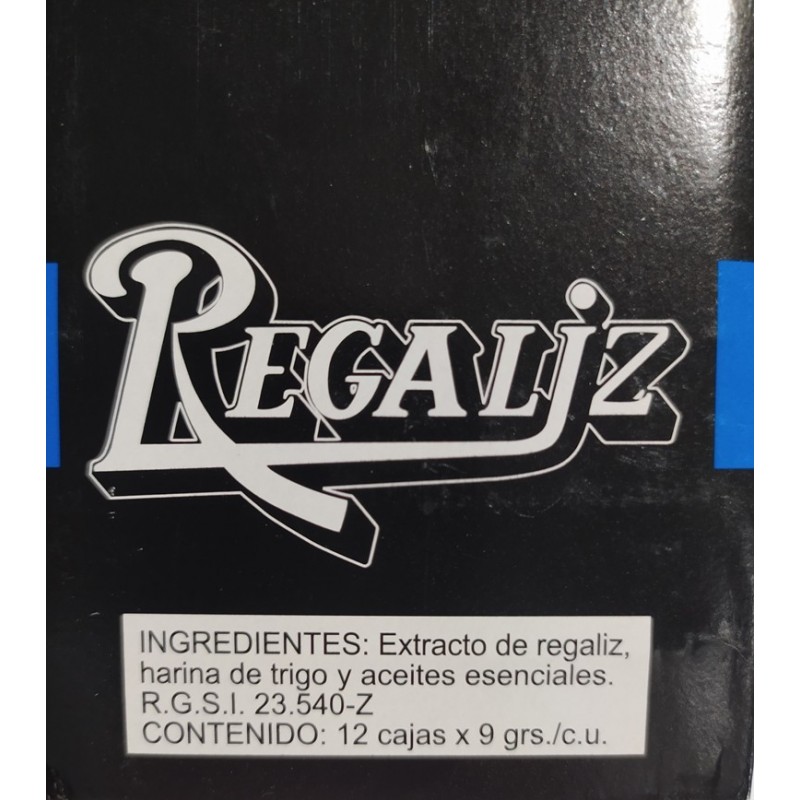 REGALiZ
INGREDIENTES: Extracto de regaliz,
harina de trigo y aceites esenciales.
R.G.S.I. 23.540-Z
CONTENIDO: 12 cajas x 9 grs./c.u.